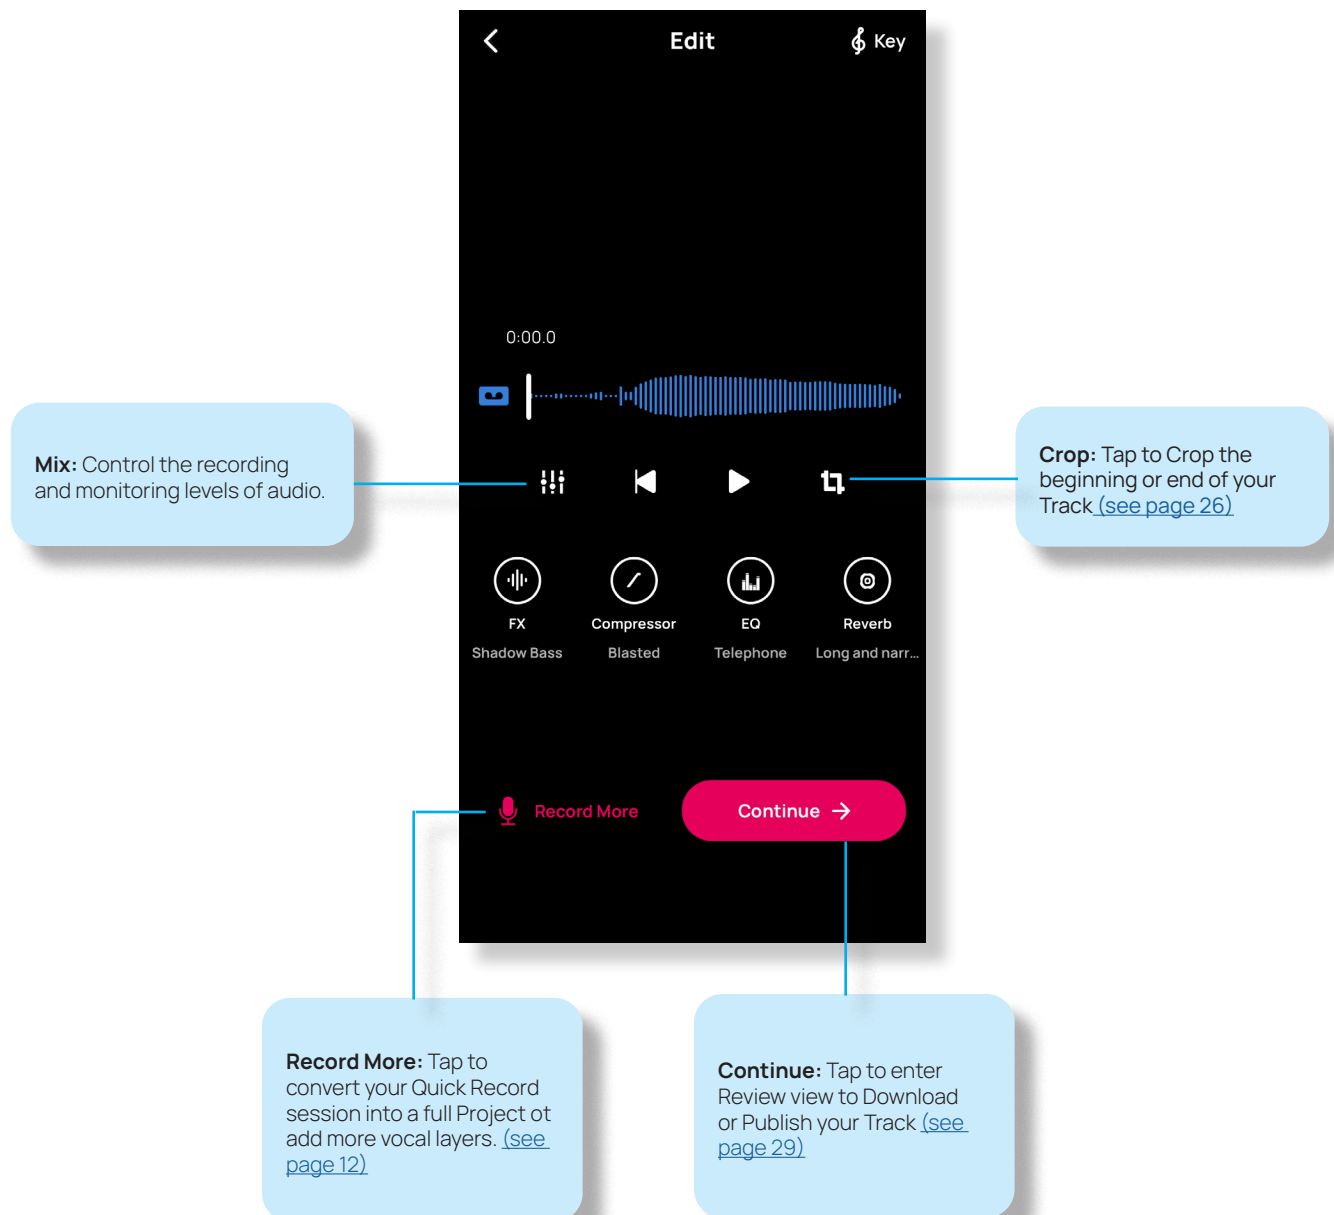 Edit
Key
0:00.0
Mix: Control the recording
and monitoring levels of audio.
Crop: Tap to Crop the
beginning or end of your
Track (see page 26)
FX
Compressor
EQ
Reverb
Shadow Bass
Blasted
Telephone
Long and narr...
Record More
Continue
Record More: Tap to
convert your Quick Record
session into a full Project ot
add more vocal layers. (see
page 12)
Continue: Tap to enter
Review view to Download
or Publish your Track (see
page 29)